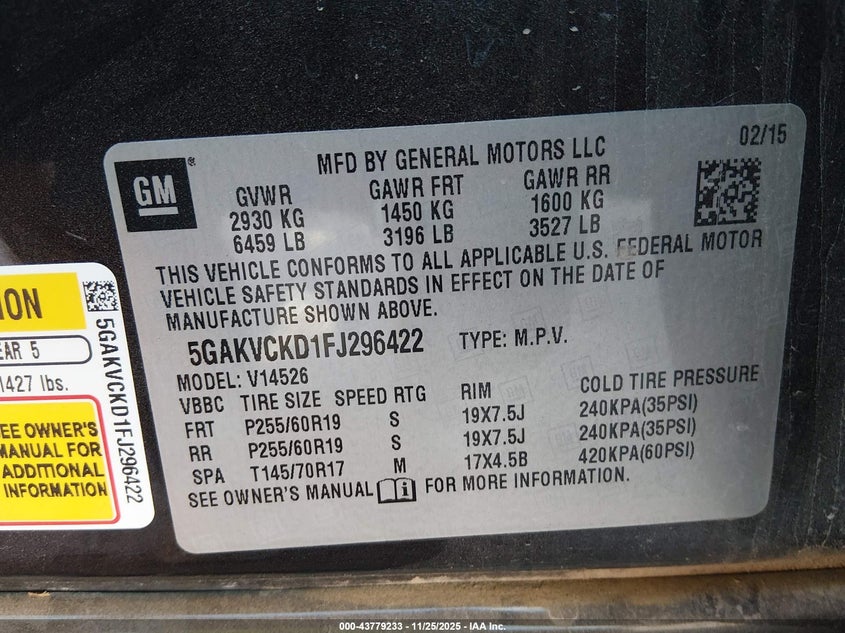 GM
®
MFD BY GENERAL MOTORS LLC
02/15
GVWR GAWR FRT GAWR RR
2930 KG 1450 KG 1600 KG
6459 LB 3196 LB 3527 LB
THIS VEHICLE CONFORMS TO ALL APPLICABLE U.S. FEDERAL MOTOR
VEHICLE SAFETY STANDARDS IN EFFECT ON THE DATE OF
MANUFACTURE SHOWN ABOVE.
5GAKVCKD1FJ296422 TYPE: M.P.V.
MODEL: V14526
VBBC TIRE SIZE SPEED RTG RIM COLD TIRE PRESSURE
FRT P255/60R19 S 19X7.5J 240KPA(35PSI)
RR P255/60R19 S 19X7.5J 240KPA(35PSI)
SPA T145/70R17 M 17X4.5B 420KPA(60PSI)
SEE OWNER'S MANUAL i FOR MORE INFORMATION.
EAR 5
1427 lbs.
EE OWNER'S
MANUAL FOR
ADDITIONAL
INFORMATION
5GAKVCKD1FJ296422
000-43779233 - 11/25/2025 - IAA Inc.